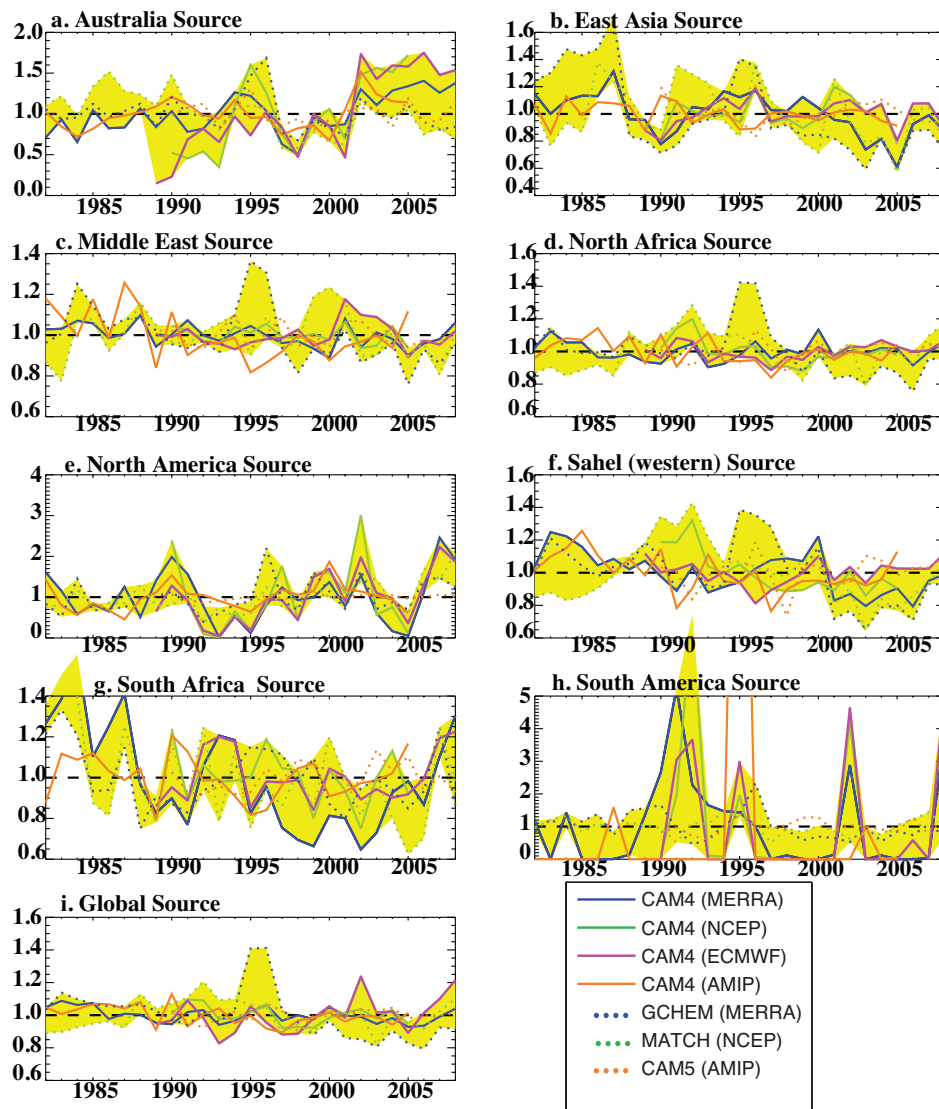 a. Australia Source
2.0
1.5
1.0
0.5
0.0
1985 1990 1995 2000 2005
b. East Asia Source
1.6
1.4
1.2
1.0
0.8
0.6
0.4
1985 1990 1995 2000 2005
c. Middle East Source
1.4
1.2
1.0
0.8
0.6
1985 1990 1995 2000 2005
d. North Africa Source
1.6
1.4
1.2
1.0
0.8
0.6
1985 1990 1995 2000 2005
e. North America Source
4
3
2
1
0
1985 1990 1995 2000 2005
f. Sahel (western) Source
1.6
1.4
1.2
1.0
0.8
0.6
1985 1990 1995 2000 2005
g. South Africa Source
1.4
1.2
1.0
0.8
0.6
1985 1990 1995 2000 2005
h. South America Source
5
4
3
2
1
0
1985 1990 1995 2000 2005
i. Global Source
1.6
1.4
1.2
1.0
0.8
0.6
1985 1990 1995 2000 2005
CAM4 (MERRA)
CAM4 (NCEP)
CAM4 (ECMWF)
CAM4 (AMIP)
GCHEM (MERRA)
MATCH (NCEP)
CAM5 (AMIP)